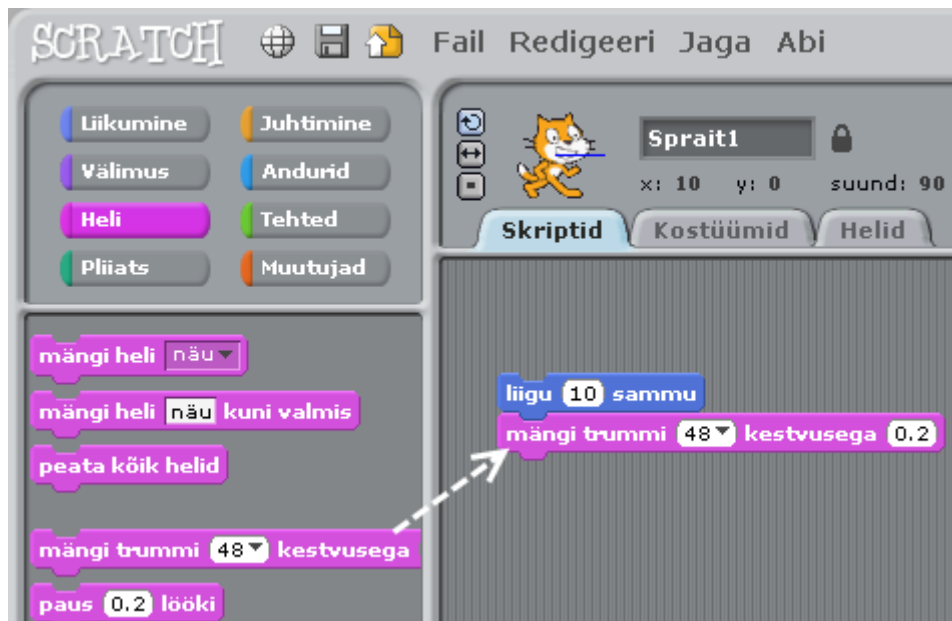 SCRATCH Fail Redigeeri Jaga Abi
Liikumine Juhtimine
Välimus Andurid
Heli Tehted
Pliiats Muutujad
Sprait1
x: 10 y: 0 suund: 90
Skriptid Kostüümid Helid
mängi heli näu
mängi heli näu kuni valmis
peata kõik helid
mängi trummi 48 kestvusega
paus 0.2 lööki
liigu 10 sammu
mängi trummi 48 kestvusega 0.2